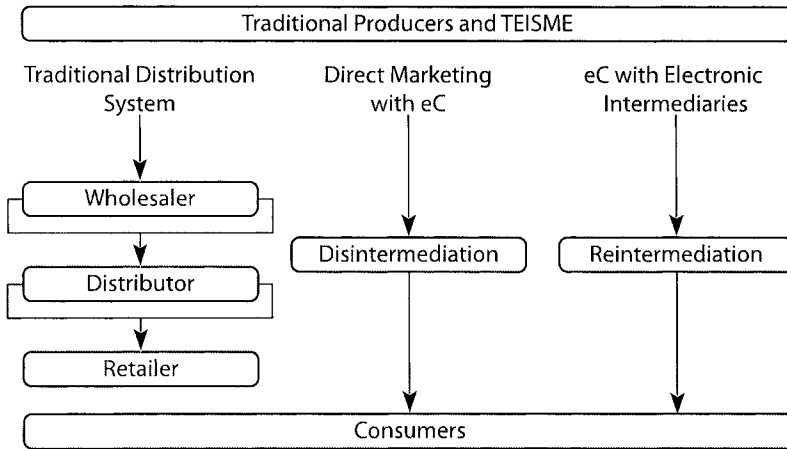 Traditional Producers and TEISME
Traditional Distribution
System
Direct Marketing
with eC
eC with Electronic
Intermediaries
Wholesaler
Disintermediation
Reintermediation
Distributor
Retailer
Consumers